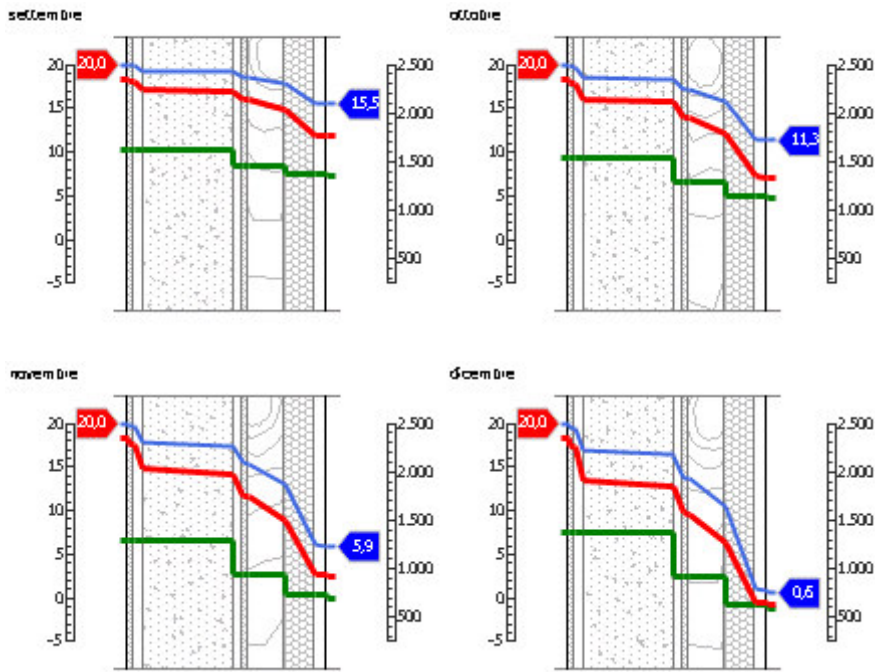 settembre
ottobre
20 20,0 2.500 20 20,0 2.500
15 15,5 2.000 15 11,3 2.000
10 1.500 10 1.500
5 1.000 5 1.000
0 500 0 500
-5 -5
novembre
dicembre
20 20,0 2.500 20 20,0 2.500
15 2.000 15 2.000
10 1.500 10 1.500
5 5,9 1.000 5 1.000
0 500 0 0,6 500
-5 -5